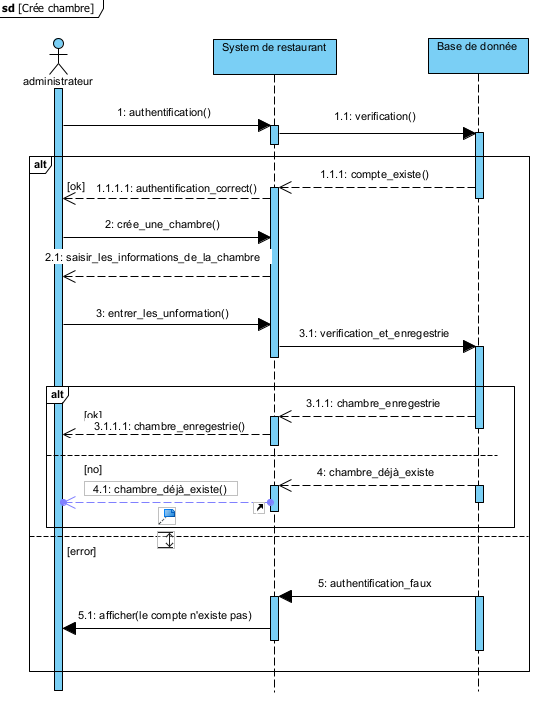 sd [Crée chambre]
System de restaurant
Base de donnée
administrateur
1: authentification()
1.1: verification()
alt
1.1.1: compte_existe()
[ok]
1.1.1.1: authentification_correct()
2: crée_une_chambre()
2.1: saisir_les_informations_de_la_chambre
3: entrer_les_unformation()
3.1: verification_et_enregestrie
alt
3.1.1: chambre_enregestrie
[ok]
3.1.1.1: chambre_enregestrie()
[no]
4: chambre_déjà_existe
4.1: chambre_déjà_existe()
[error]
5: authentification_faux
5.1: afficher(le compte n'existe pas)